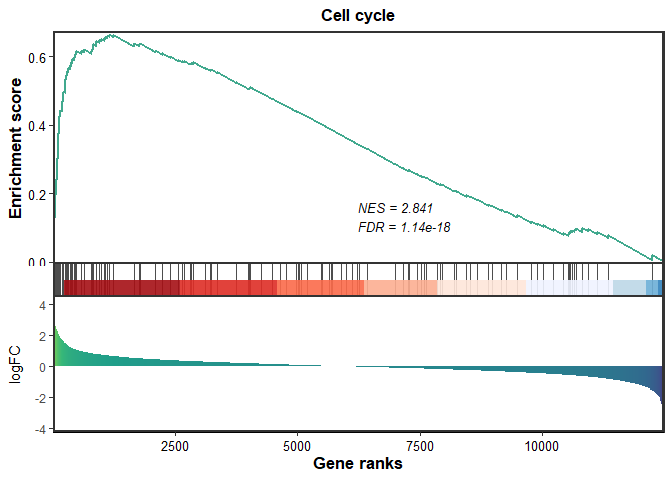 Cell cycle
Enrichment score
0.6
0.4
0.2
0.0
NES = 2.841
FDR = 1.14e-18
logFC
4
2
0
-2
-4
2500
5000
7500
10000
Gene ranks